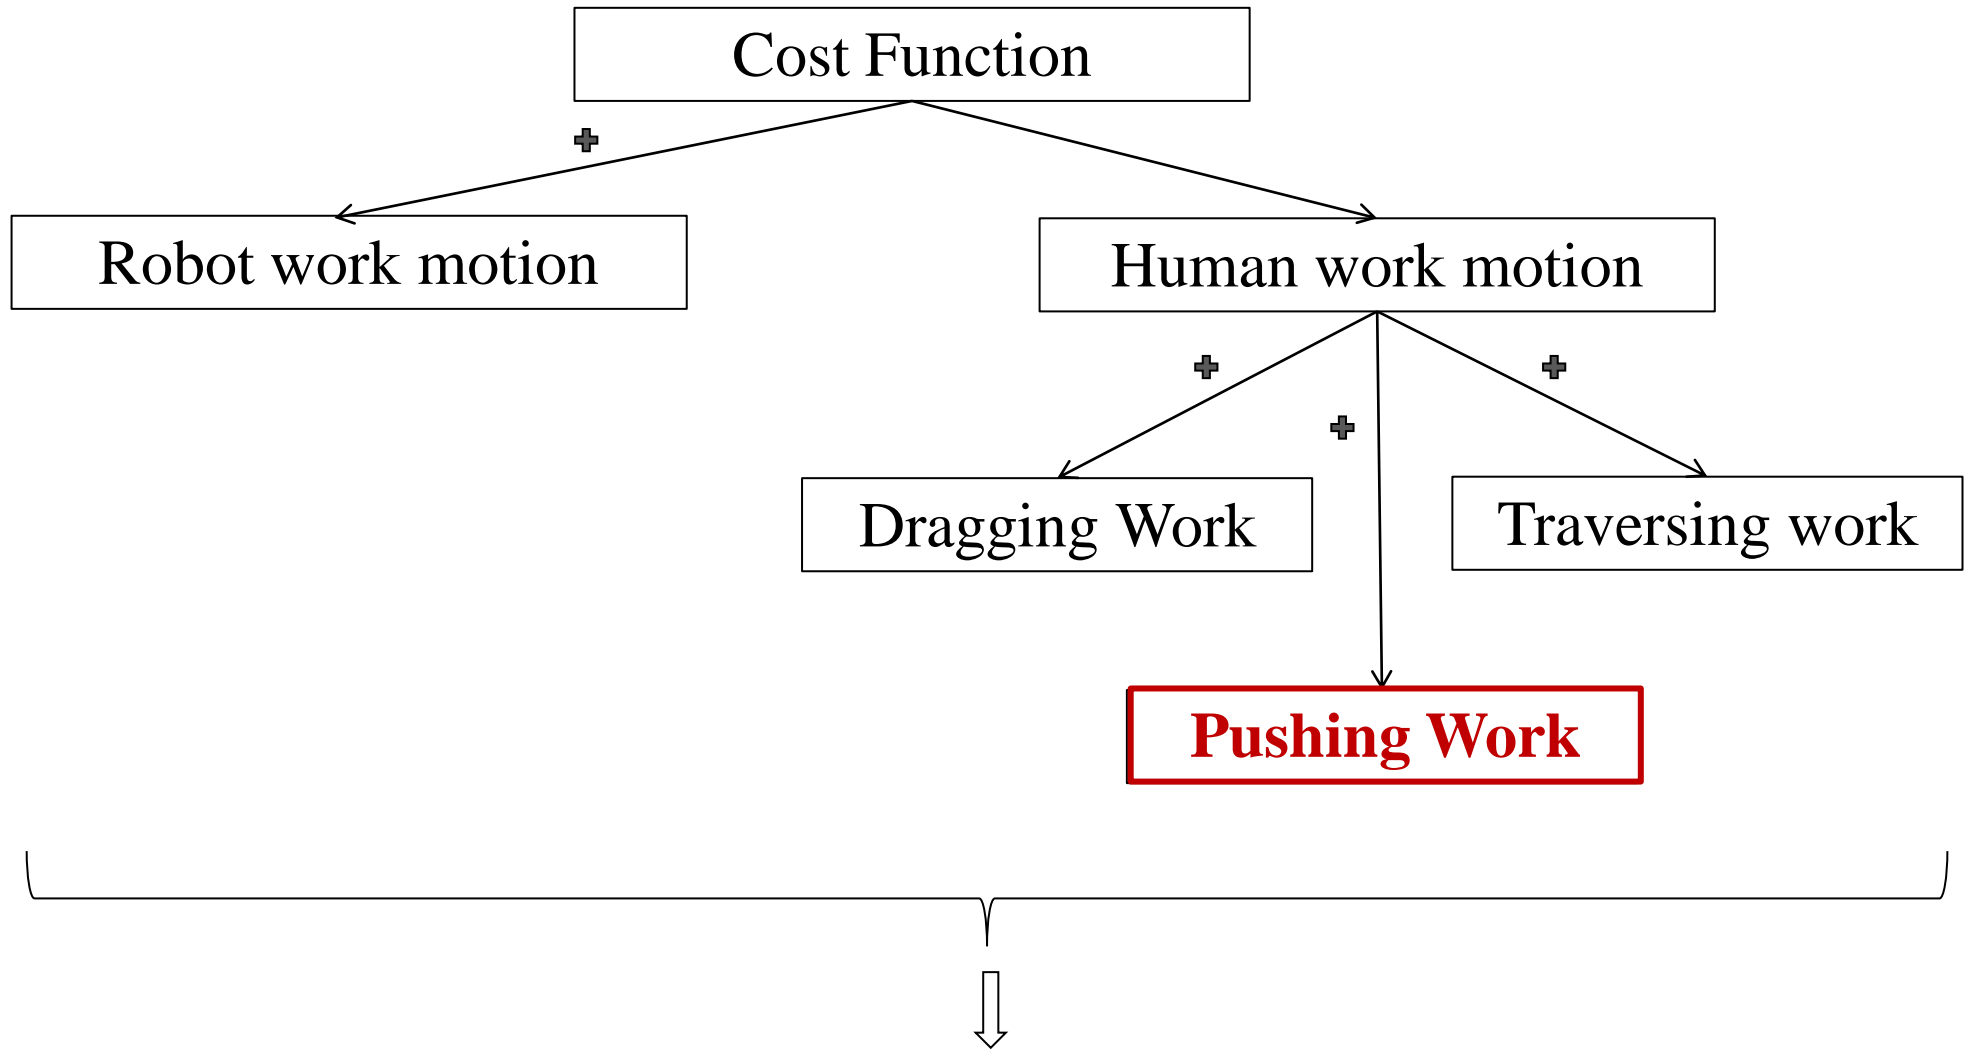 Cost Function
Robot work motion
Human work motion
Dragging Work
Traversing work
Pushing Work